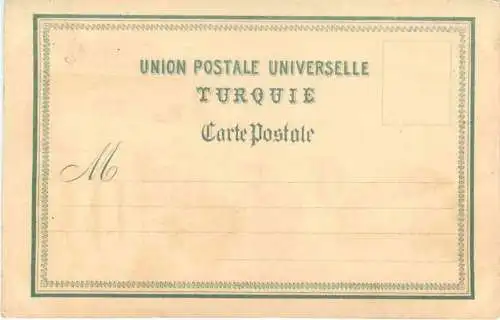 UNION POSTALE UNIVERSELLE
TURQUIE
Carte Postale
M